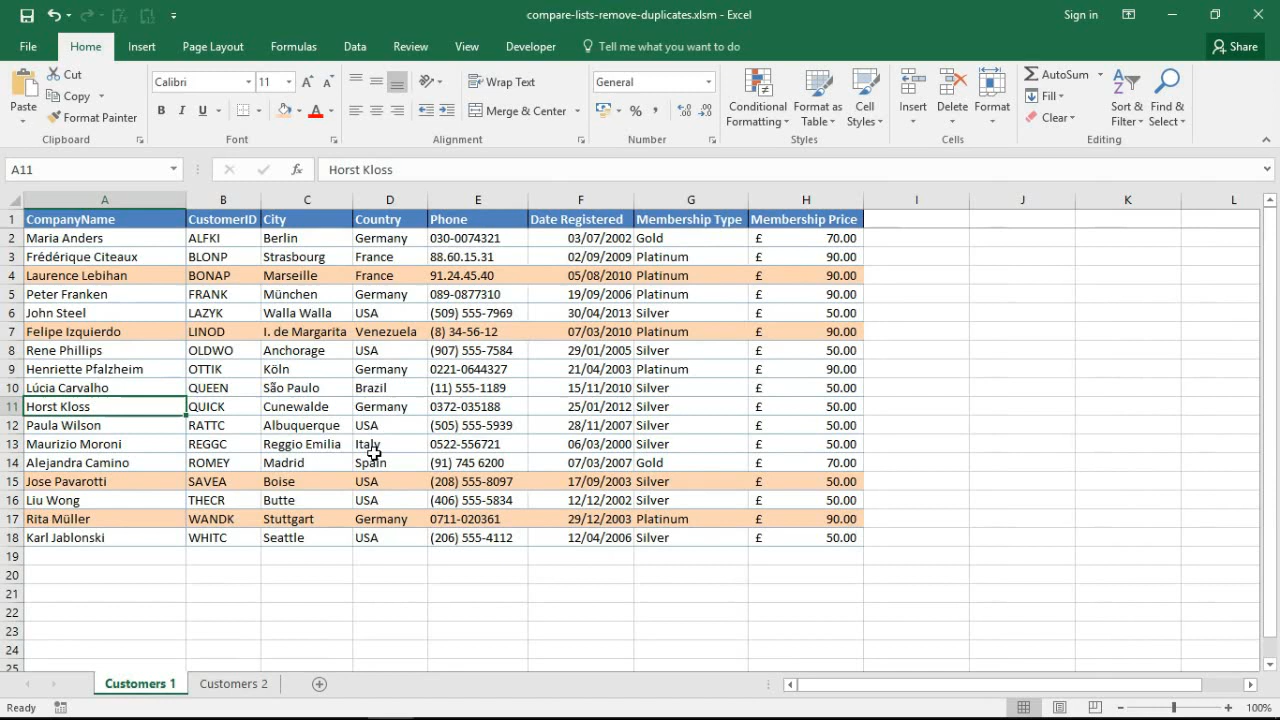 compare-lists-remove-duplicates.xlsm - Excel
Sign in
File Home Insert Page Layout Formulas Data Review View Developer Tell me what you want to do Share
Paste
Cut
Copy
Format Painter
Clipboard
Calibri 11
B I U
Font
Wrap Text
Merge & Center
Alignment
General
%
Number
Conditional Formatting
Format as Table
Cell Styles
Styles
Insert Delete Format
Cells
AutoSum
Fill
Clear
Sort & Filter
Find & Select
Editing
A11 fx Horst Kloss
A B C D E F G H I J K L
1 CompanyName CustomerID City Country Phone Date Registered Membership Type Membership Price
2 Maria Anders ALFKI Berlin Germany 030-0074321 03/07/2002 Gold £ 70.00
3 Frédérique Citeaux BLONP Strasbourg France 88.60.15.31 02/09/2009 Platinum £ 90.00
4 Laurence Lebihan BONAP Marseille France 91.24.45.40 05/08/2010 Platinum £ 90.00
5 Peter Franken FRANK München Germany 089-0877310 19/09/2006 Platinum £ 90.00
6 John Steel LAZYK Walla Walla USA (509) 555-7969 30/04/2013 Silver £ 50.00
7 Felipe Izquierdo LINOD I. de Margarita Venezuela (8) 34-56-12 07/03/2010 Platinum £ 90.00
8 Rene Phillips OLDWO Anchorage USA (907) 555-7584 29/01/2005 Silver £ 50.00
9 Henriette Pfalzheim OTTIK Köln Germany 0221-0644327 21/04/2003 Platinum £ 90.00
10 Lúcia Carvalho QUEEN São Paulo Brazil (11) 555-1189 15/11/2010 Silver £ 50.00
11 Horst Kloss QUICK Cunewalde Germany 0372-035188 25/01/2012 Silver £ 50.00
12 Paula Wilson RATTC Albuquerque USA (505) 555-5939 28/11/2007 Silver £ 50.00
13 Maurizio Moroni REGGC Reggio Emilia Italy 0522-556721 06/03/2000 Silver £ 50.00
14 Alejandra Camino ROMEY Madrid Spain (91) 745 6200 07/03/2007 Gold £ 70.00
15 Jose Pavarotti SAVEA Boise USA (208) 555-8097 17/09/2003 Silver £ 50.00
16 Liu Wong THECR Butte USA (406) 555-5834 12/12/2002 Silver £ 50.00
17 Rita Müller WANDK Stuttgart Germany 0711-020361 29/12/2003 Platinum £ 90.00
18 Karl Jablonski WHITC Seattle USA (206) 555-4112 12/04/2006 Silver £ 50.00
19
20
21
22
23
24
25
Customers 1 Customers 2
Ready
100%